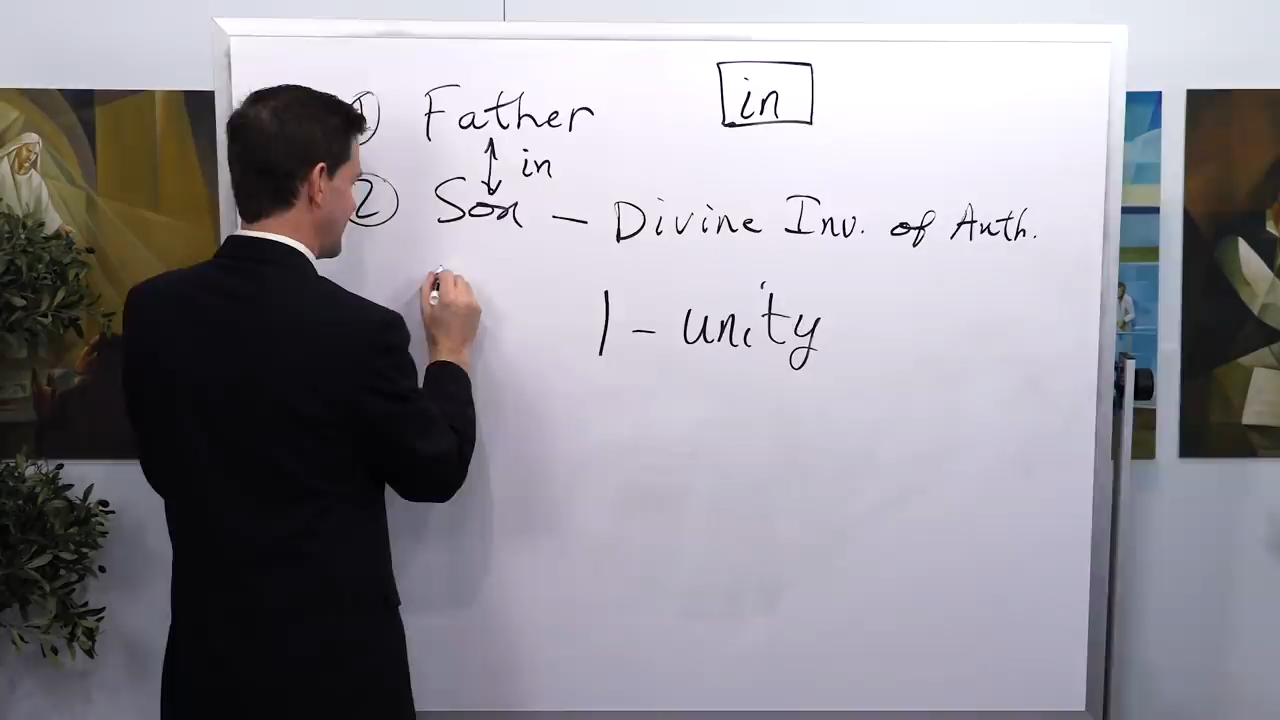 ① Father
in
in
② Son – Divine Inv. of Auth.
1 – unity